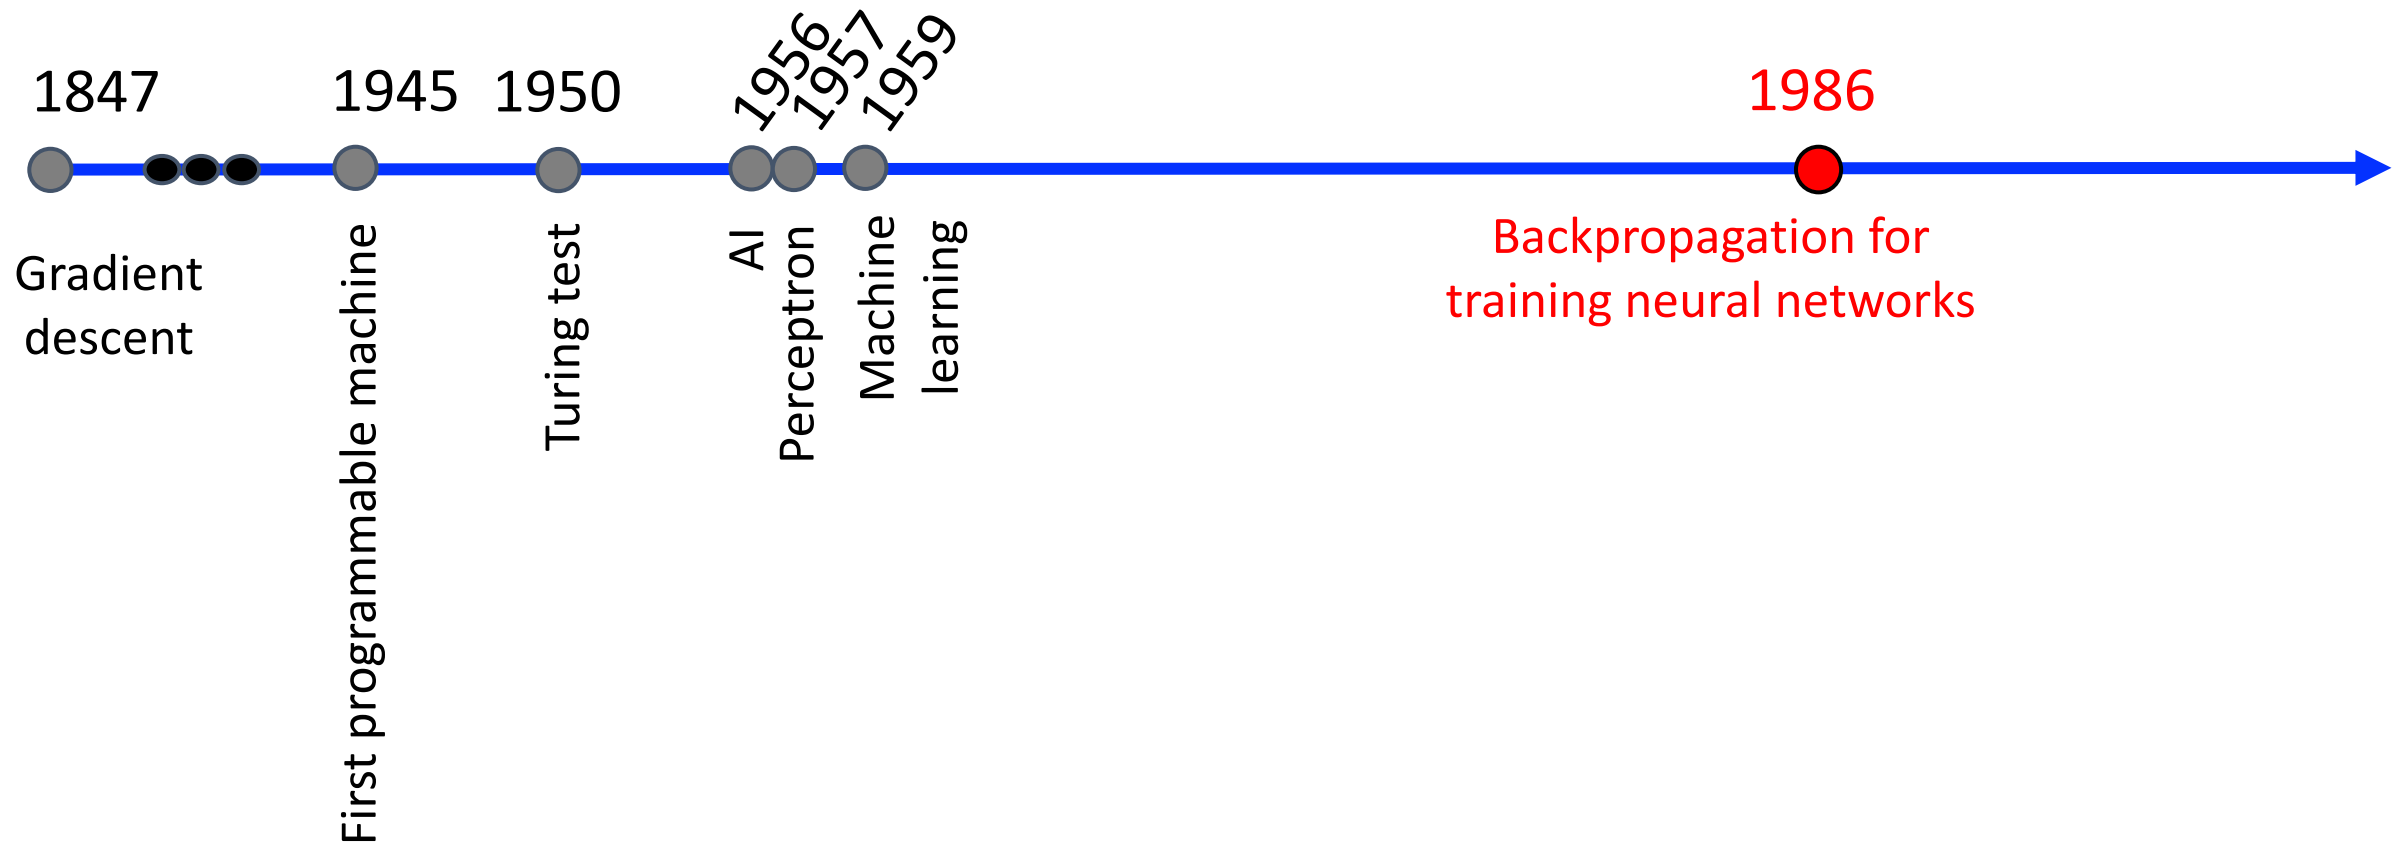 1847
1945
1950
1956
1957
1959
1986
Gradient
descent
First programmable machine
Turing test
AI
Perceptron
Machine
learning
Backpropagation for
training neural networks